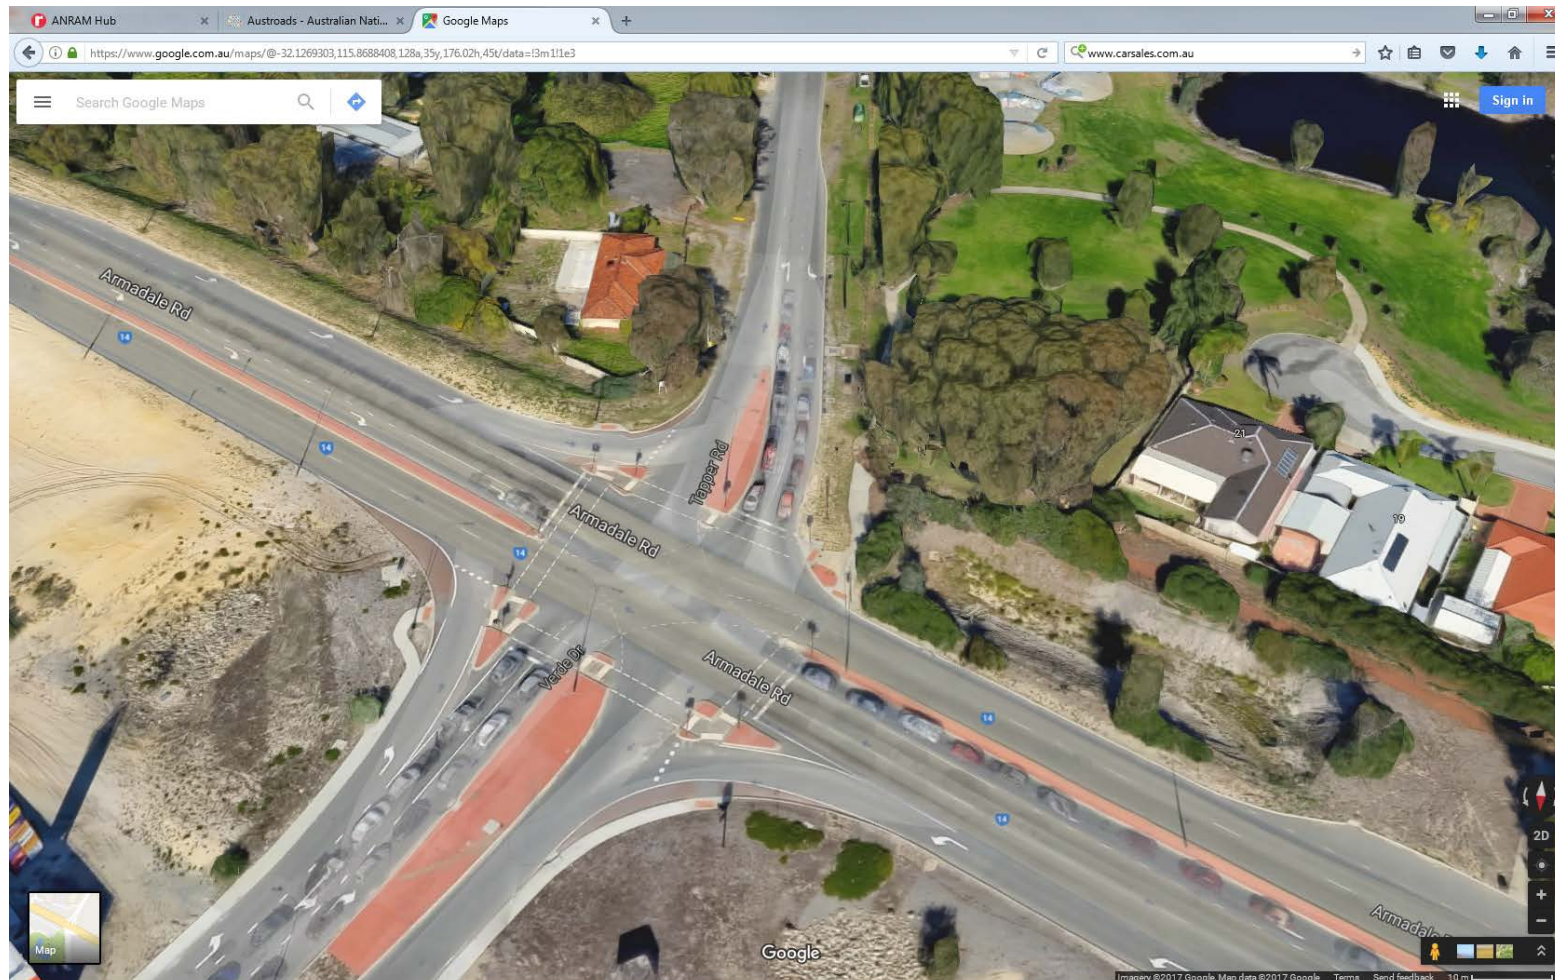 ANRAM Hub
Austroads - Australian Nati...
Google Maps
https://www.google.com.au/maps/@-32.1269303,115.8688408,128a,35y,176.02h,45t/data=!3m1!1e3
www.carsales.com.au
Search Google Maps
Sign in
Armadale Rd
14
14
21
Tapper Rd
19
Armadale Rd
14
Verde Dr
Armadale Rd
14
14
2D
Armadale
Map
Google
Imagery ©2017 Google, Map data ©2017 Google Terms Send feedback 10 m